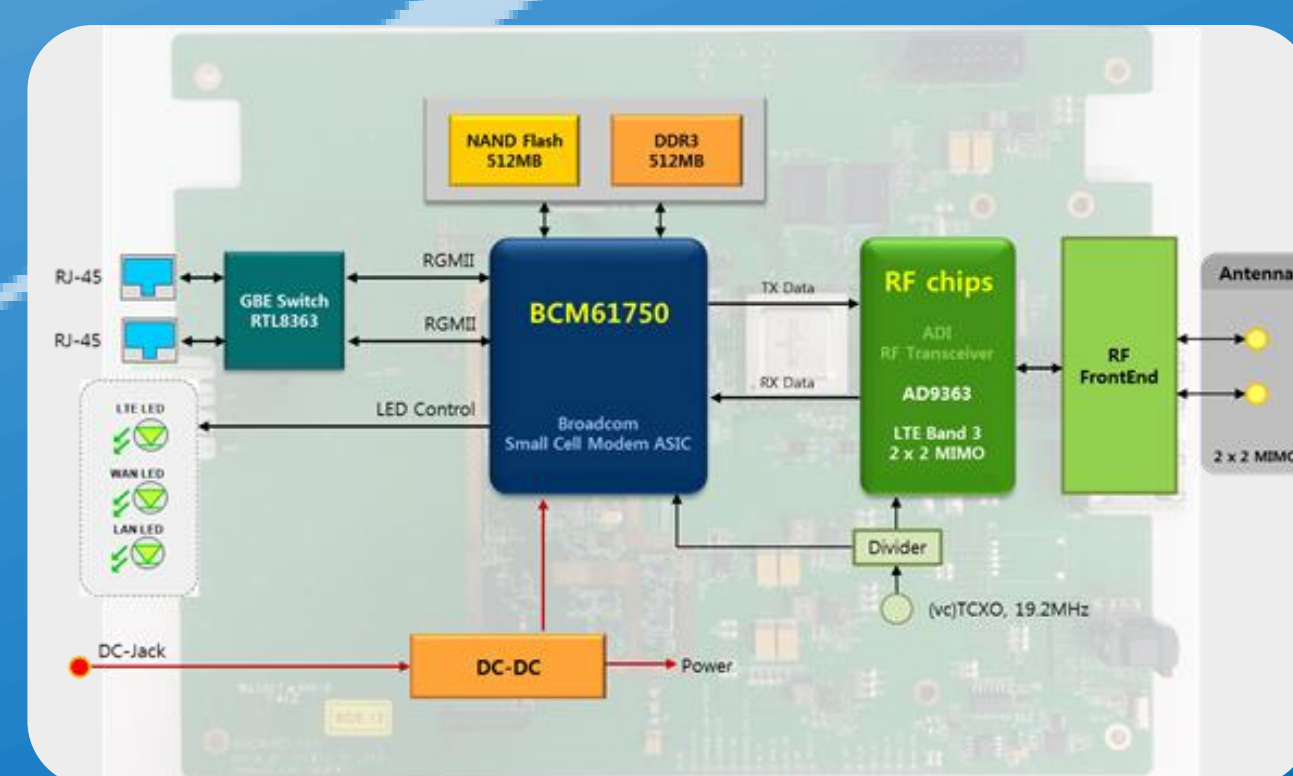 NAND Flash
512MB
DDR3
512MB
RJ-45
RJ-45
GBE Switch
RTL8363
RGMII
RGMII
BCM61750
Broadcom
Small Cell Modem ASIC
TX Data
RX Data
RF chips
ADI
RF Transceiver
AD9363
LTE Band 3
2 x 2 MIMO
RF
FrontEnd
Antenna
2 x 2 MIMO
LED Control
LTE LED
WAN LED
LAN LED
Divider
(vc)TCXO, 19.2MHz
DC-Jack
DC-DC
Power